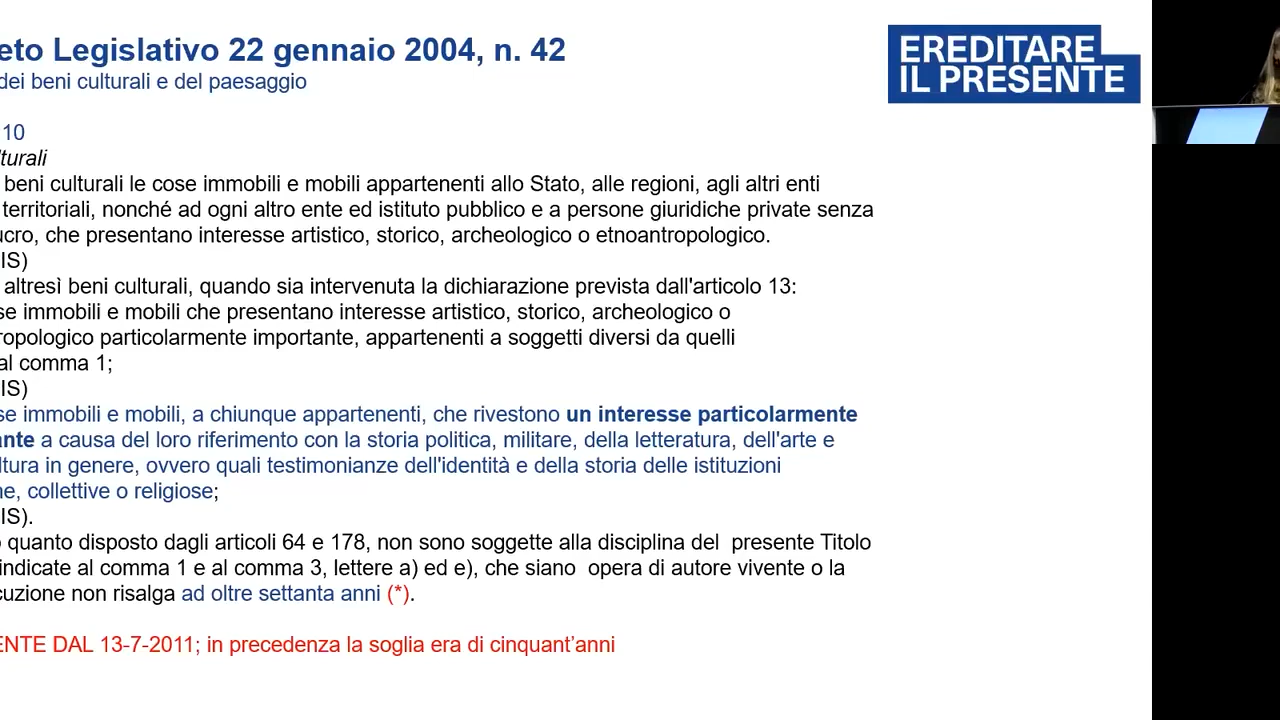 eto Legislativo 22 gennaio 2004, n. 42
dei beni culturali e del paesaggio
EREDITARE
IL PRESENTE
10
lturali
beni culturali le cose immobili e mobili appartenenti allo Stato, alle regioni, agli altri enti
territoriali, nonché ad ogni altro ente ed istituto pubblico e a persone giuridiche private senza
ucro, che presentano interesse artistico, storico, archeologico o etnoantropologico.
IS)
altresì beni culturali, quando sia intervenuta la dichiarazione prevista dall'articolo 13:
se immobili e mobili che presentano interesse artistico, storico, archeologico o
ropologico particolarmente importante, appartenenti a soggetti diversi da quelli
al comma 1;
IS)
se immobili e mobili, a chiunque appartenenti, che rivestono un interesse particolarmente
ante a causa del loro riferimento con la storia politica, militare, della letteratura, dell'arte e
ltura in genere, ovvero quali testimonianze dell'identità e della storia delle istituzioni
he, collettive o religiose;
IS).
o quanto disposto dagli articoli 64 e 178, non sono soggette alla disciplina del presente Titolo
indicate al comma 1 e al comma 3, lettere a) ed e), che siano opera di autore vivente o la
cuzione non risalga ad oltre settanta anni (*).
ENTE DAL 13-7-2011; in precedenza la soglia era di cinquant’anni